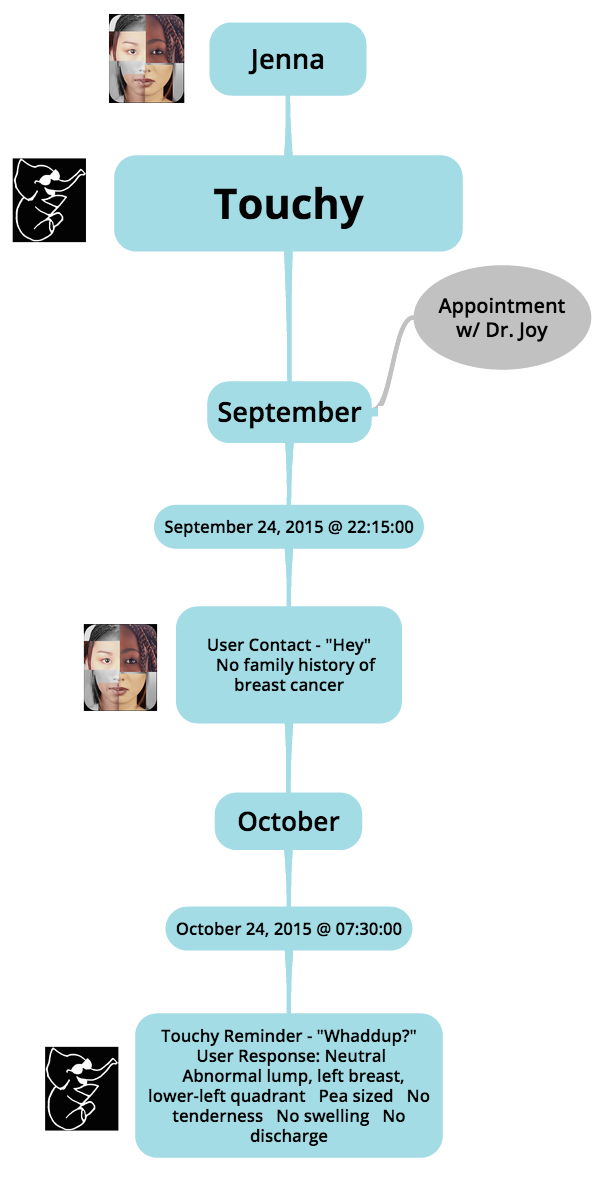 Jenna
Touchy
Appointment
w/ Dr. Joy
September
September 24, 2015 @ 22:15:00
User Contact - "Hey"
No family history of
breast cancer
October
October 24, 2015 @ 07:30:00
Touchy Reminder - "Whaddup?"
User Response: Neutral
Abnormal lump, left breast,
lower-left quadrant Pea sized No
tenderness No swelling No
discharge